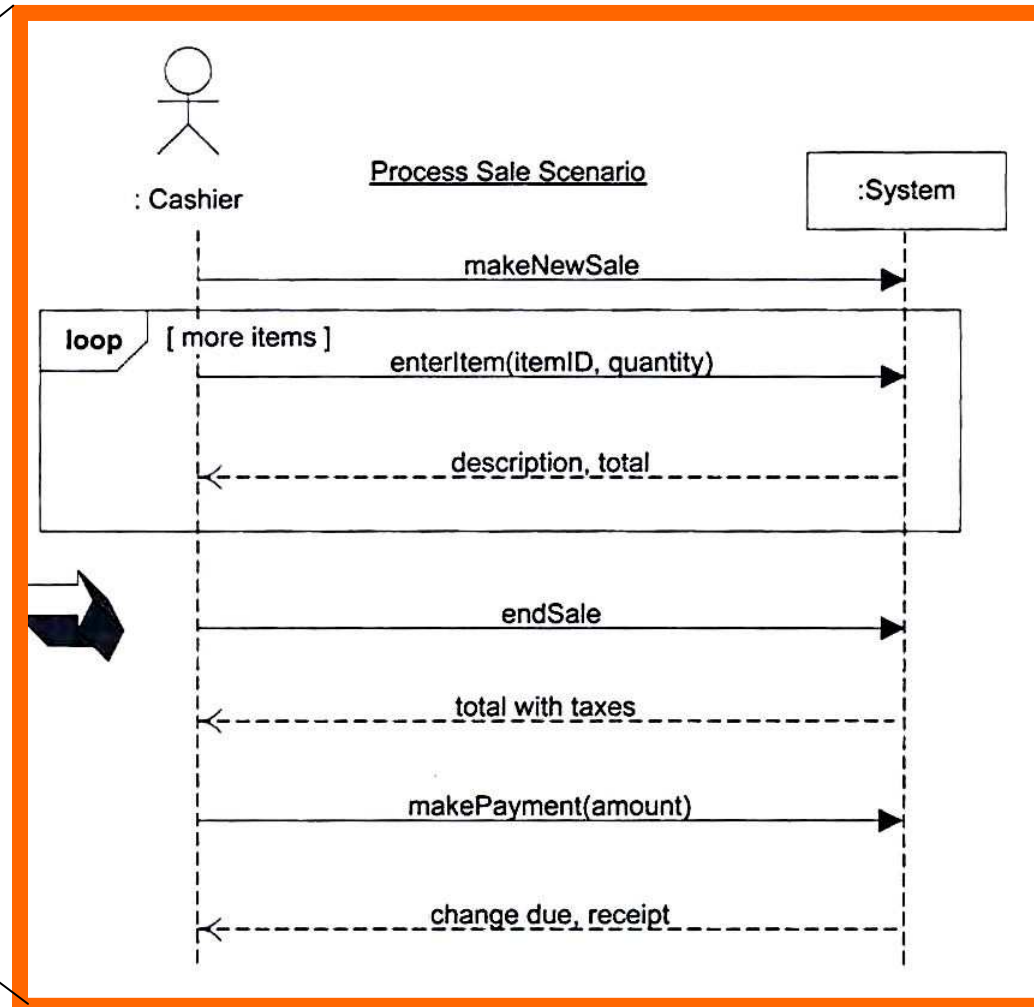 Process Sale Scenario
: Cashier
:System
makeNewSale
loop
[ more items ]
enterItem(itemID, quantity)
description, total
endSale
total with taxes
makePayment(amount)
change due, receipt